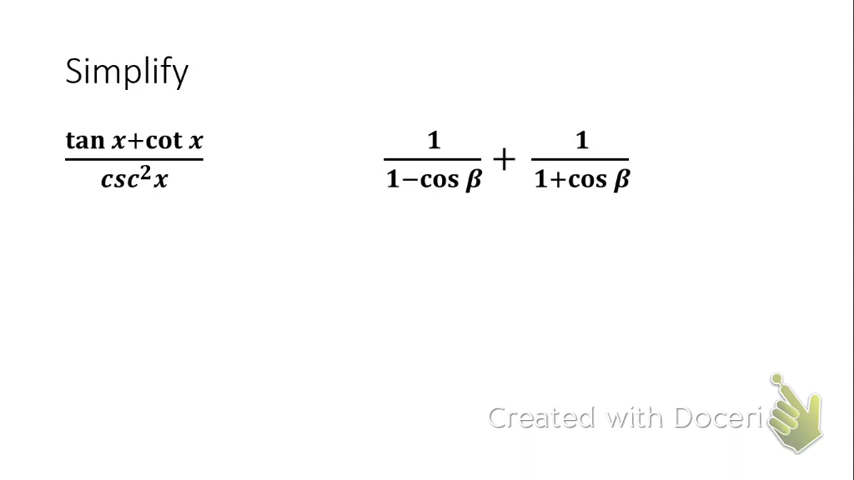 Simplify
tan x+cot x
csc²x
1
1−cos β
+
1
1+cos β
Created with Doceri